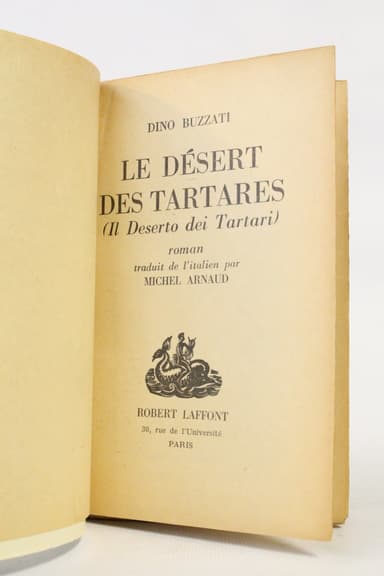 DINO BUZZATI
LE DÉSERT
DES TARTARES
(Il Deserto dei Tartari)
roman
traduit de l'italien par
MICHEL ARNAUD
ROBERT LAFFONT
30, rue de l'Université
PARIS